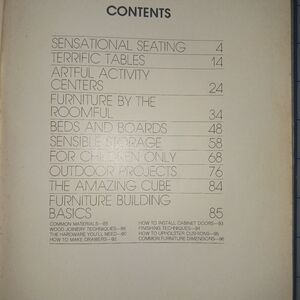 CONTENTS
SENSATIONAL SEATING 4
TERRIFIC TABLES 14
ARTFUL ACTIVITY
CENTERS 24
FURNITURE BY THE
ROOMFUL 34
BEDS AND BOARDS 48
SENSIBLE STORAGE 58
FOR CHILDREN ONLY 68
OUTDOOR PROJECTS 76
THE AMAZING CUBE 84
FURNITURE BUILDING
BASICS 85
COMMON MATERIALS—85
WOOD JOINERY TECHNIQUES—86
THE HARDWARE YOU'LL NEED—90
HOW TO MAKE DRAWERS—92
HOW TO INSTALL CABINET DOORS—93
FINISHING TECHNIQUES—94
HOW TO UPHOLSTER CUSHIONS—95
COMMON FURNITURE DIMENSIONS—96